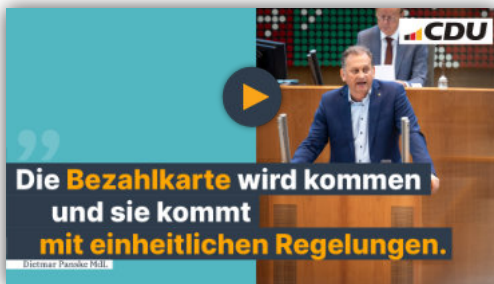 CDU
Die Bezahlkarte wird kommen
und sie kommt
mit einheitlichen Regelungen.
Dietmar Panske MdL